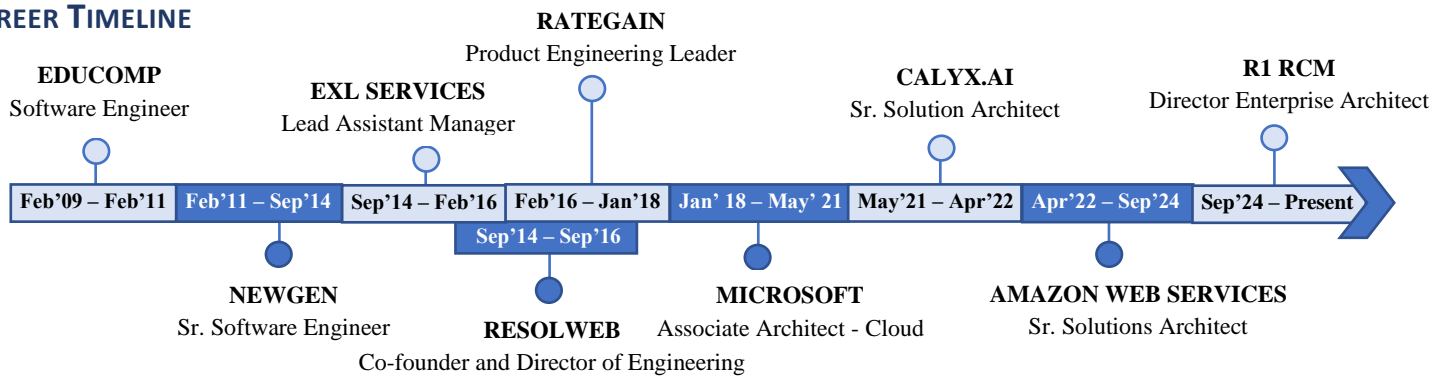 REER TIMELINE
RATEGAIN
Product Engineering Leader
EDUCOMP
Software Engineer
EXL SERVICES
Lead Assistant Manager
CALYX.AI
Sr. Solution Architect
R1 RCM
Director Enterprise Architect
Feb’09 – Feb’11
Feb’11 – Sep’14
Sep’14 – Feb’16
Feb’16 – Jan’18
Jan’ 18 – May’ 21
May’21 – Apr’22
Apr’22 – Sep’24
Sep’24 – Present
Sep’14 – Sep’16
NEWGEN
Sr. Software Engineer
RESOLWEB
Co-founder and Director of Engineering
MICROSOFT
Associate Architect - Cloud
AMAZON WEB SERVICES
Sr. Solutions Architect